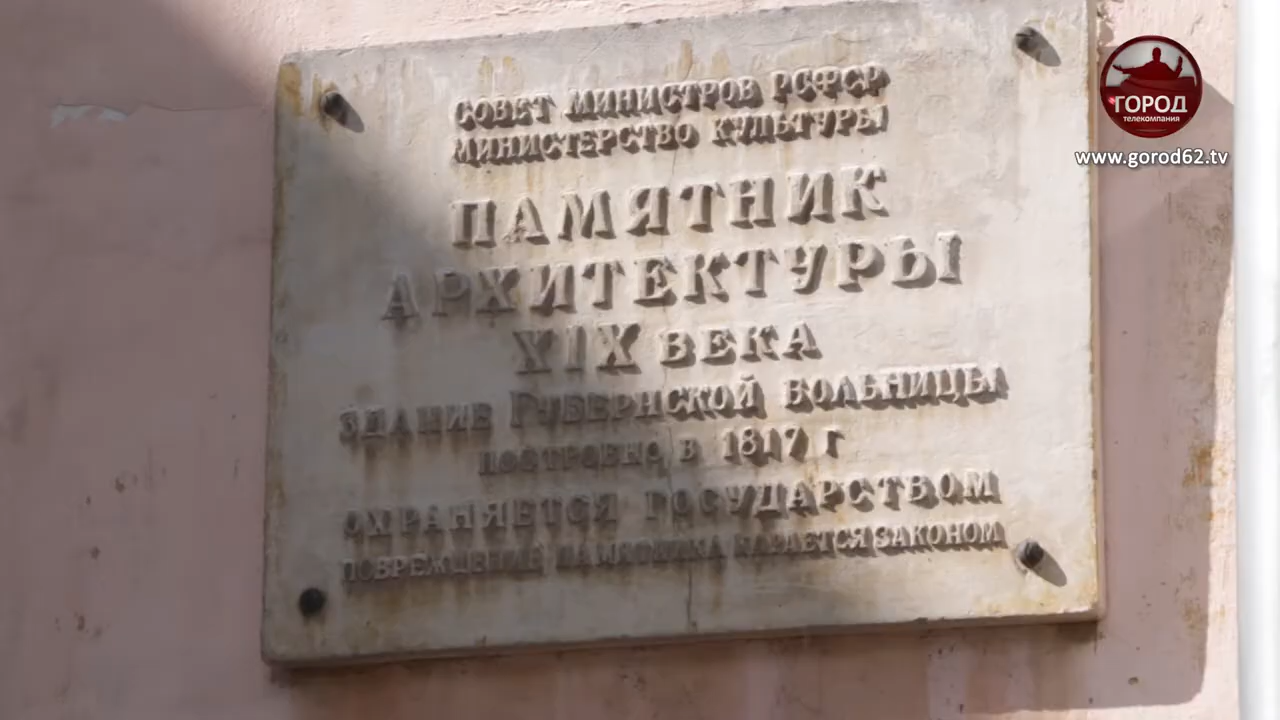 СОВЕТ МИНИСТРОВ РСФСР
МИНИСТЕРСТВО КУЛЬТУРЫ
ПАМЯТНИК
АРХИТЕКТУРЫ
XIX ВЕКА
ЗДАНИЕ ГУБЕРНСКОЙ БОЛЬНИЦЫ
ПОСТРОЕНО В 1817 Г
ОХРАНЯЕТСЯ ГОСУДАРСТВОМ
ПОВРЕЖДЕНИЕ ПАМЯТНИКА КАРАЕТСЯ ЗАКОНОМ
ГОРОД
телекомпания
www.gorod62.tv